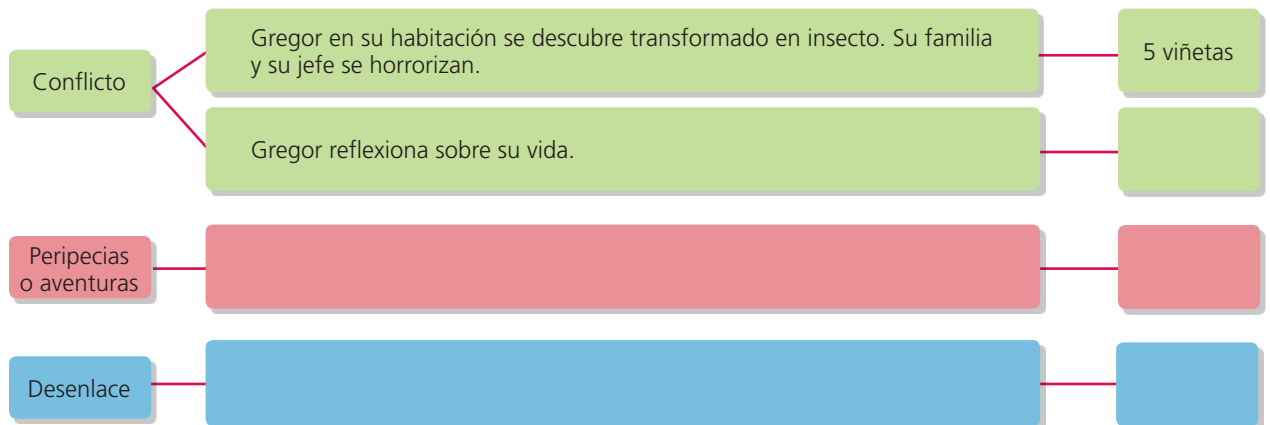 Conflicto
Gregor en su habitación se descubre transformado en insecto. Su familia
y su jefe se horrorizan.
5 viñetas
Gregor reflexiona sobre su vida.
Peripecias
o aventuras
Desenlace